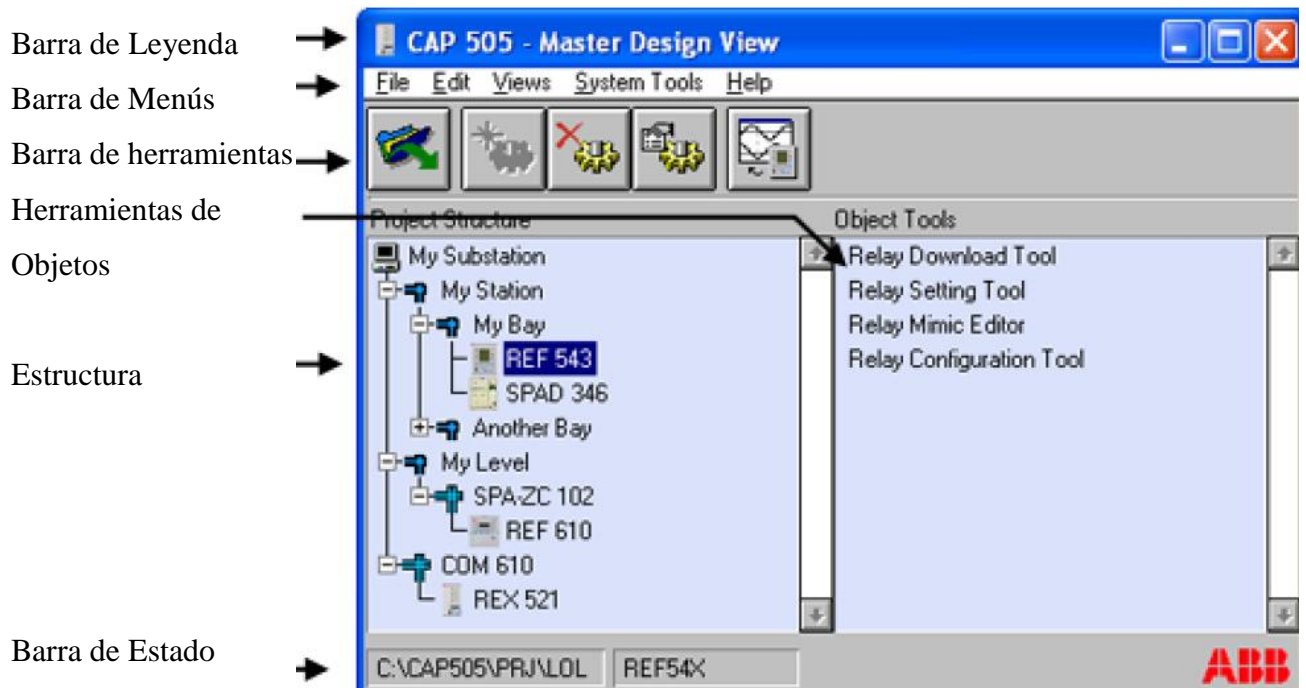 Barra de Leyenda
CAP 505 - Master Design View
Barra de Menús
File Edit Views System Tools Help
Barra de herramientas
Herramientas de
Objetos
Project Structure
Object Tools
My Substation
My Station
My Bay
REF 543
SPAD 346
Another Bay
My Level
SPA-ZC 102
REF 610
COM 610
REX 521
Relay Download Tool
Relay Setting Tool
Relay Mimic Editor
Relay Configuration Tool
Estructura
Barra de Estado
C:\CAP505\PRJ\LOL
REF54X
ABB